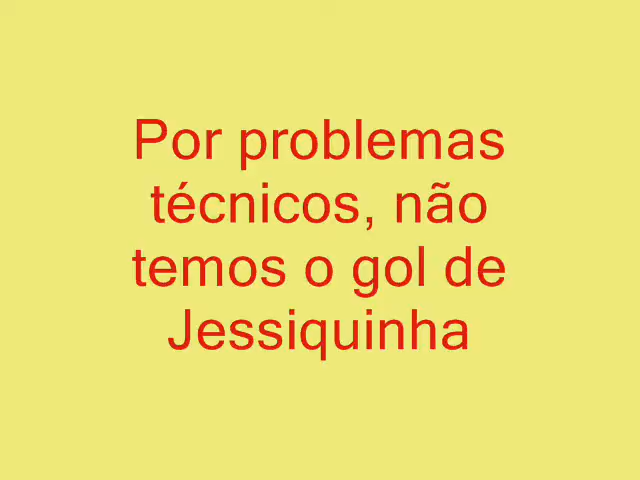 Por problemas
técnicos, não
temos o gol de
Jessiquinha